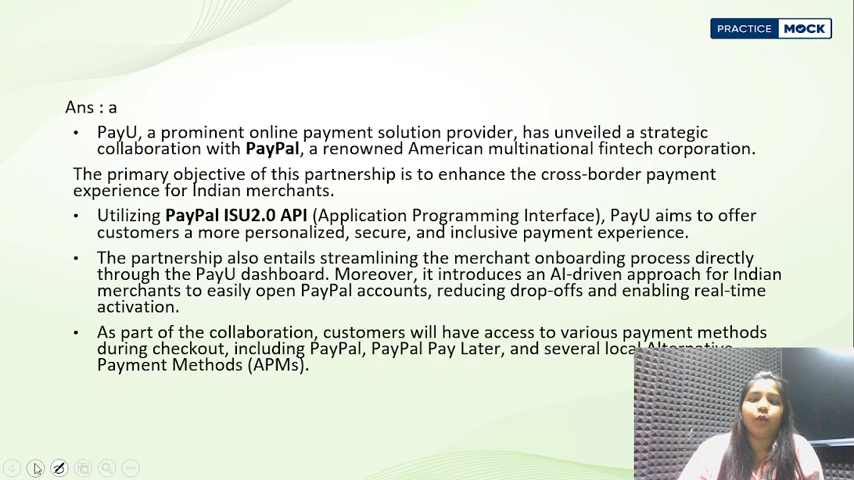 PRACTICE MOCK
Ans : a
• PayU, a prominent online payment solution provider, has unveiled a strategic
collaboration with PayPal, a renowned American multinational fintech corporation.
The primary objective of this partnership is to enhance the cross-border payment
experience for Indian merchants.
• Utilizing PayPal ISU2.0 API (Application Programming Interface), PayU aims to offer
customers a more personalized, secure, and inclusive payment experience.
• The partnership also entails streamlining the merchant onboarding process directly
through the PayU dashboard. Moreover, it introduces an AI-driven approach for Indian
merchants to easily open PayPal accounts, reducing drop-offs and enabling real-time
activation.
• As part of the collaboration, customers will have access to various payment methods
during checkout, including PayPal, PayPal Pay Later, and several local Alternative
Payment Methods (APMs).